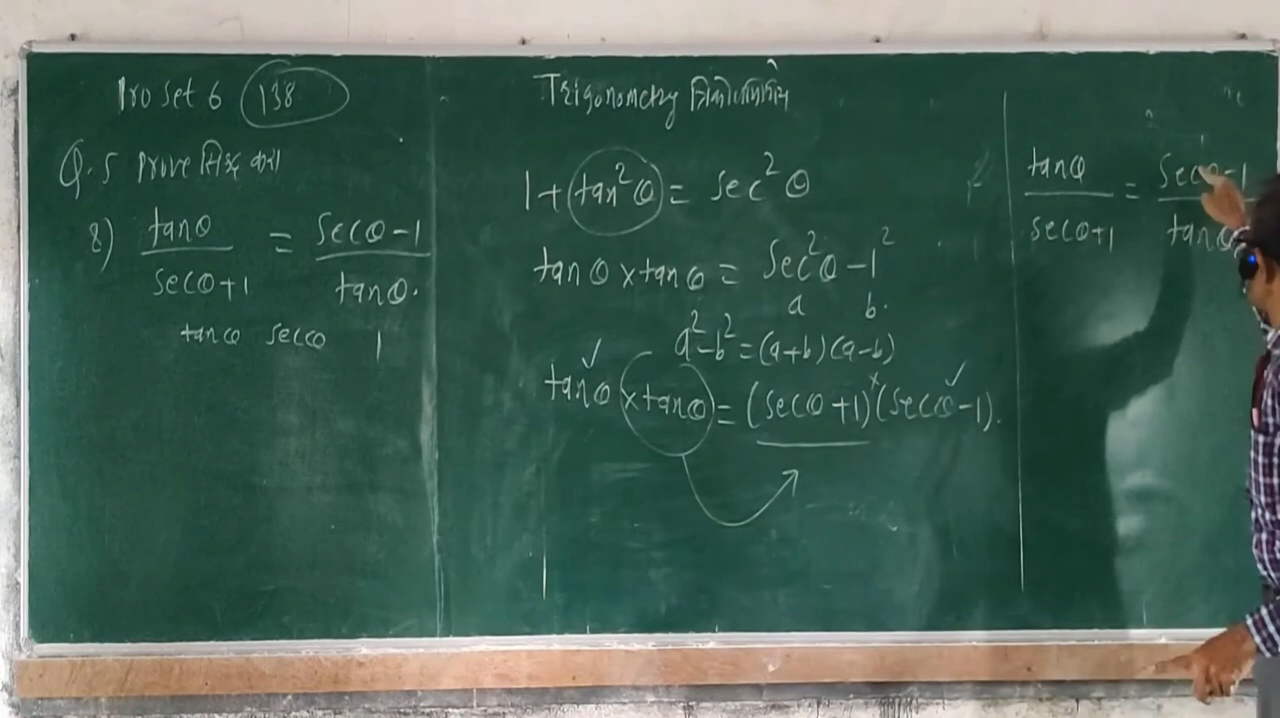 Pro Set 6 138
Q.5 Prove सिद्ध करा
8) tanθ / secθ+1 = secθ-1 / tanθ.
tanθ secθ 1
Trigonometry
1 + tan²θ = sec²θ
tanθ × tanθ = sec²θ - 1²
a b.
a² - b² = (a+b) (a-b)
tanθ × tanθ = (secθ + 1) × (secθ - 1).
tanθ / secθ+1 = secθ-1 / tanθ